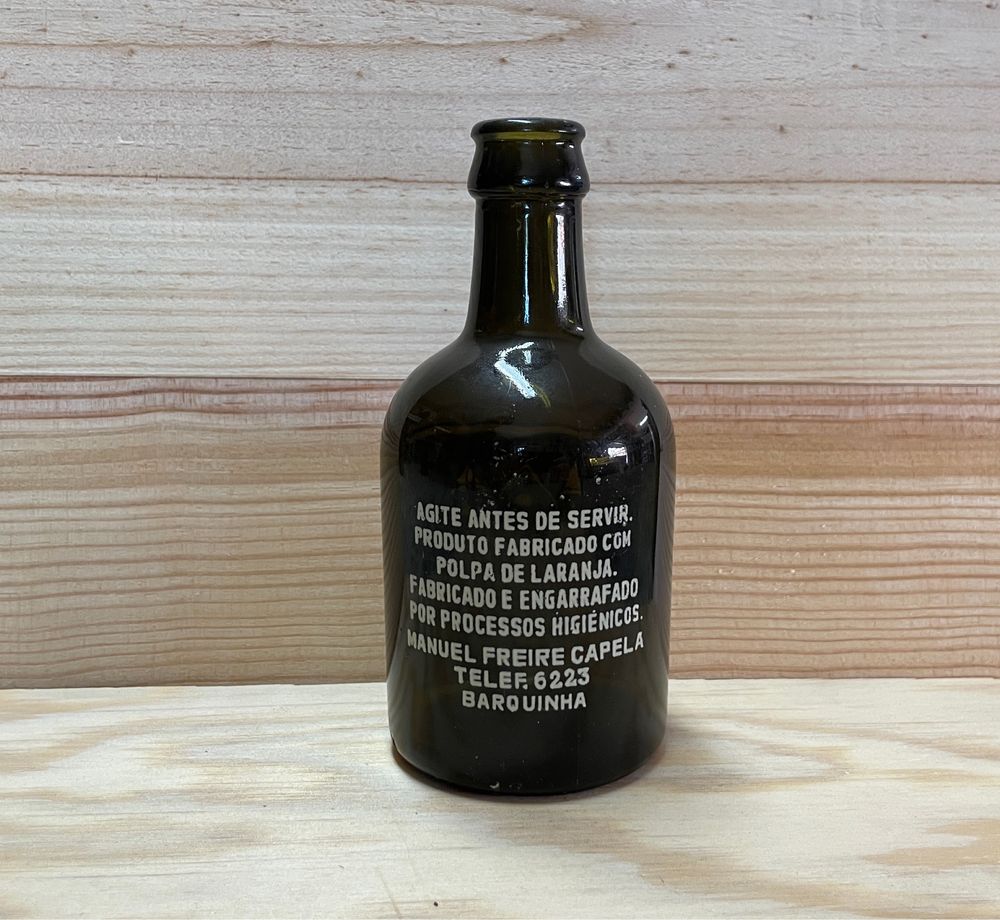 AGITE ANTES DE SERVIR.
PRODUTO FABRICADO COM
POLPA DE LARANJA.
FABRICADO E ENGARRAFADO
POR PROCESSOS HIGIÉNICOS.
MANUEL FREIRE CAPELA
TELEF. 6223
BARQUINHA